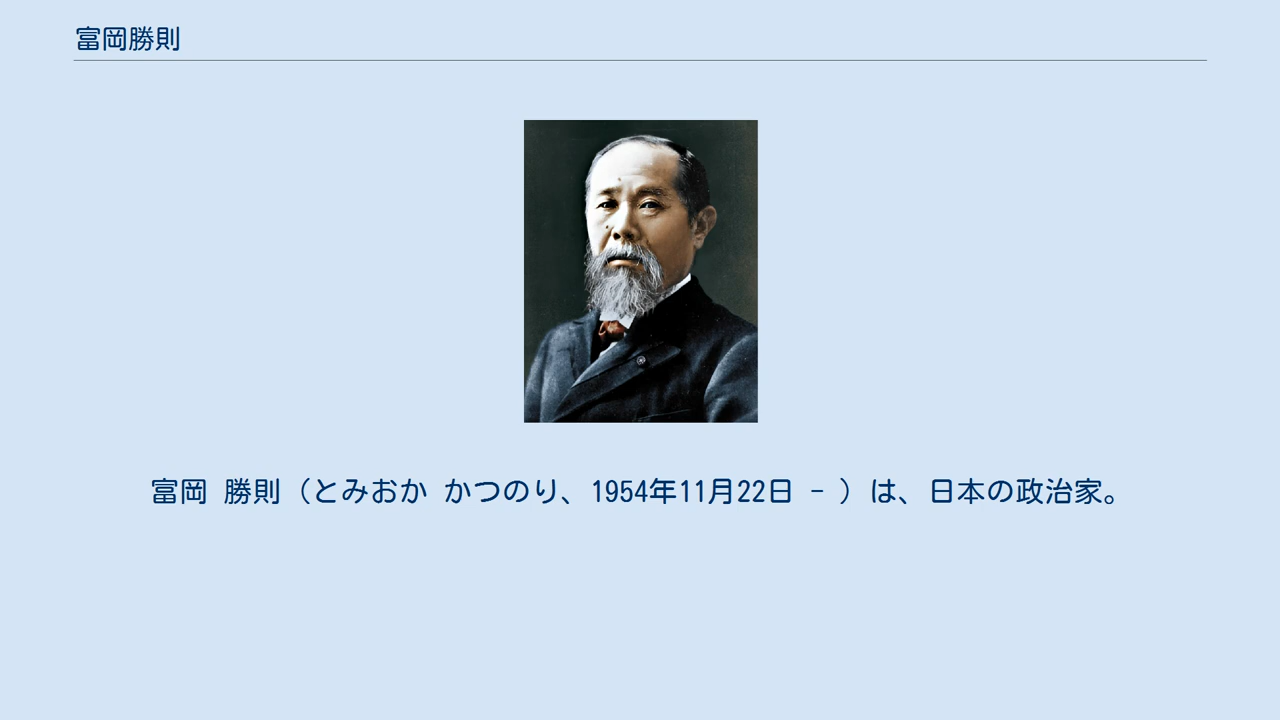 富岡勝則
富岡 勝則（とみおか かつのり、1954年11月22日 - ）は、日本の政治家。